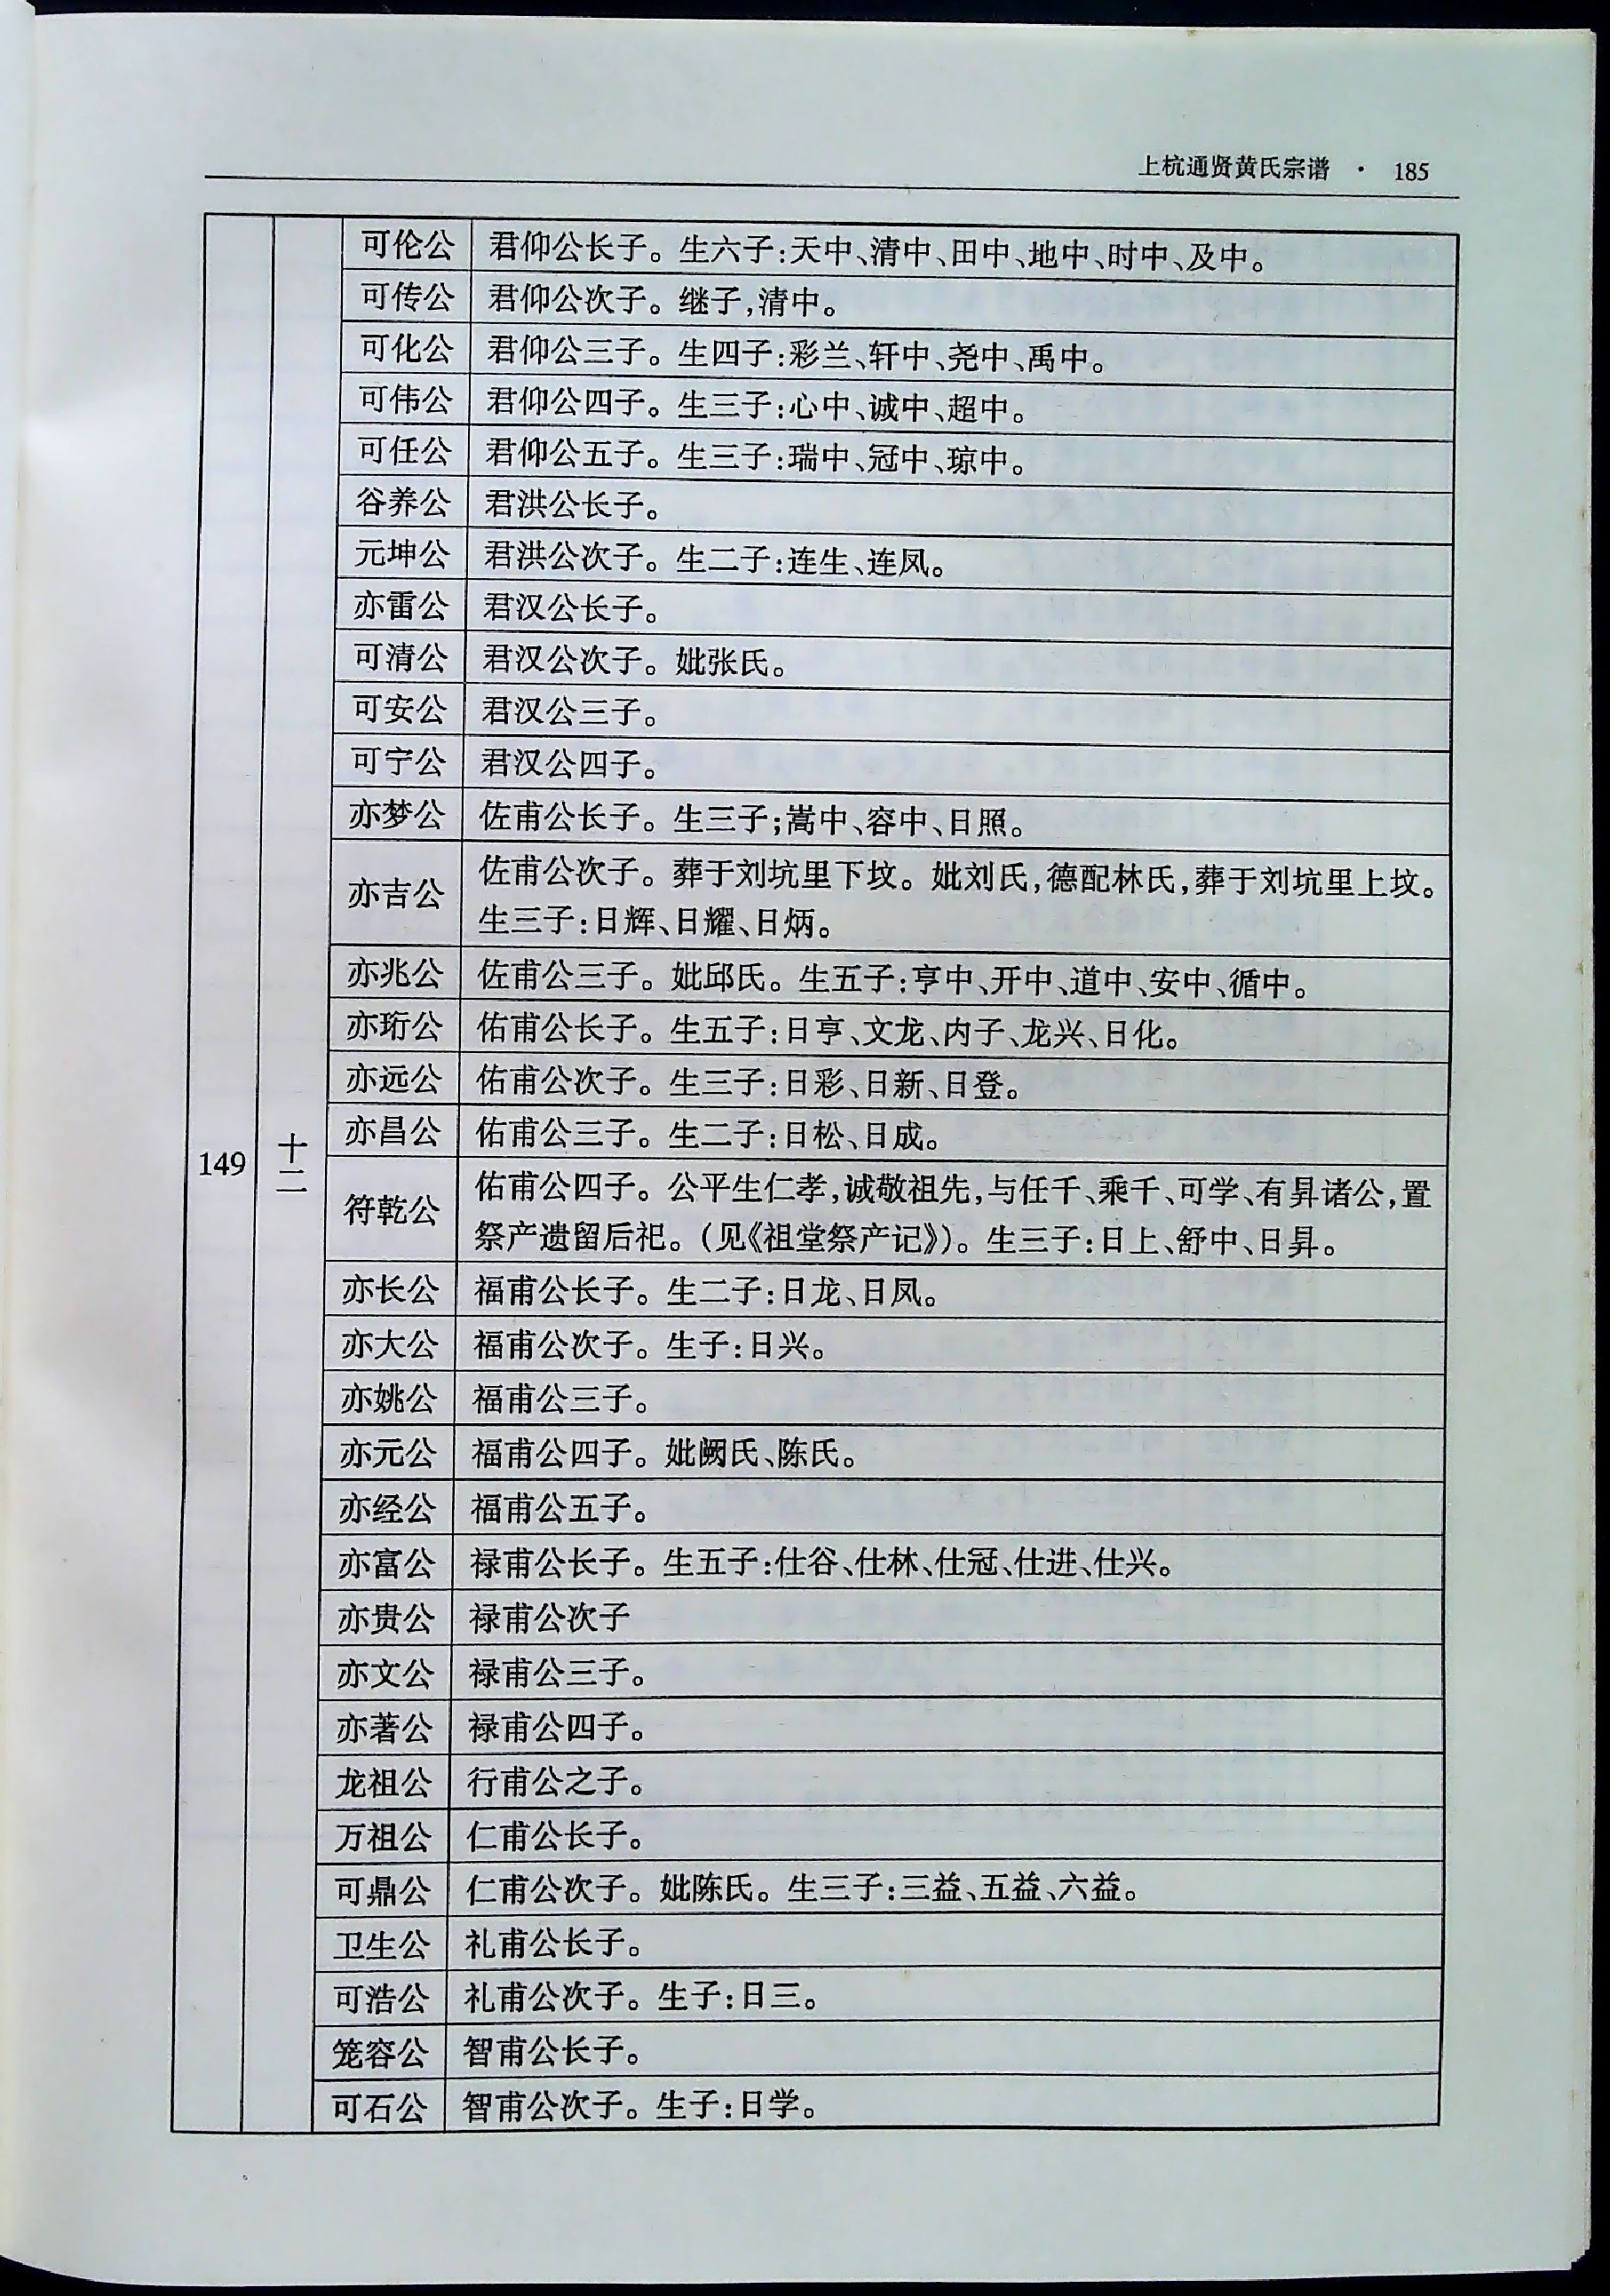 上杭通贤黄氏宗谱 · 185
149
十二
可伦公 君仰公长子。生六子:天中、清中、田中、地中、时中、及中。
可传公 君仰公次子。继子,清中。
可化公 君仰公三子。生四子:彩兰、轩中、尧中、禹中。
可伟公 君仰公四子。生三子:心中、诚中、超中。
可任公 君仰公五子。生三子:瑞中、冠中、琼中。
谷养公 君洪公长子。
元坤公 君洪公次子。生二子:连生、连凤。
亦雷公 君汉公长子。
可清公 君汉公次子。妣张氏。
可安公 君汉公三子。
可宁公 君汉公四子。
亦梦公 佐甫公长子。生三子;嵩中、容中、日照。
亦吉公 佐甫公次子。葬于刘坑里下坟。妣刘氏,德配林氏,葬于刘坑里上坟。
生三子:日辉、日耀、日炳。
亦兆公 佐甫公三子。妣邱氏。生五子:亨中、开中、道中、安中、循中。
亦珩公 佑甫公长子。生五子:日亨、文龙、内子、龙兴、日化。
亦远公 佑甫公次子。生三子:日彩、日新、日登。
亦昌公 佑甫公三子。生二子:日松、日成。
符乾公 佑甫公四子。公平生仁孝,诚敬祖先,与任千、乘千、可学、有昇诸公,置
祭产遗留后祀。(见《祖堂祭产记》)。生三子:日上、舒中、日昇。
亦长公 福甫公长子。生二子:日龙、日凤。
亦大公 福甫公次子。生子:日兴。
亦姚公 福甫公三子。
亦元公 福甫公四子。妣阙氏、陈氏。
亦经公 福甫公五子。
亦富公 禄甫公长子。生五子:仕谷、仕林、仕冠、仕进、仕兴。
亦贵公 禄甫公次子
亦文公 禄甫公三子。
亦著公 禄甫公四子。
龙祖公 行甫公之子。
万祖公 仁甫公长子。
可鼎公 仁甫公次子。妣陈氏。生三子:三益、五益、六益。
卫生公 礼甫公长子。
可浩公 礼甫公次子。生子:日三。
笼容公 智甫公长子。
可石公 智甫公次子。生子:日学。